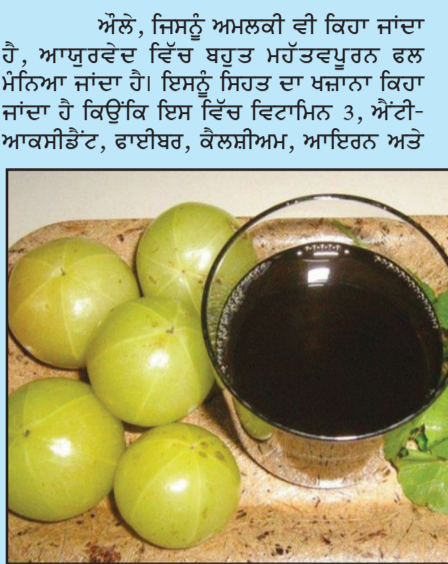 ਔਲੇ, ਜਿਸਨੂੰ ਅਮਲਕੀ ਵੀ ਕਿਹਾ ਜਾਂਦਾ
ਹੈ, ਆਯੁਰਵੇਦ ਵਿੱਚ ਬਹੁਤ ਮਹੱਤਵਪੂਰਨ ਫਲ
ਮੰਨਿਆ ਜਾਂਦਾ ਹੈ। ਇਸਨੂੰ ਸਿਹਤ ਦਾ ਖਜ਼ਾਨਾ ਕਿਹਾ
ਜਾਂਦਾ ਹੈ ਕਿਉਂਕਿ ਇਸ ਵਿੱਚ ਵਿਟਾਮਿਨ 3, ਐਂਟੀ-
ਆਕਸੀਡੈਂਟ, ਫਾਈਬਰ, ਕੈਲਸ਼ੀਅਮ, ਆਇਰਨ ਅਤੇ